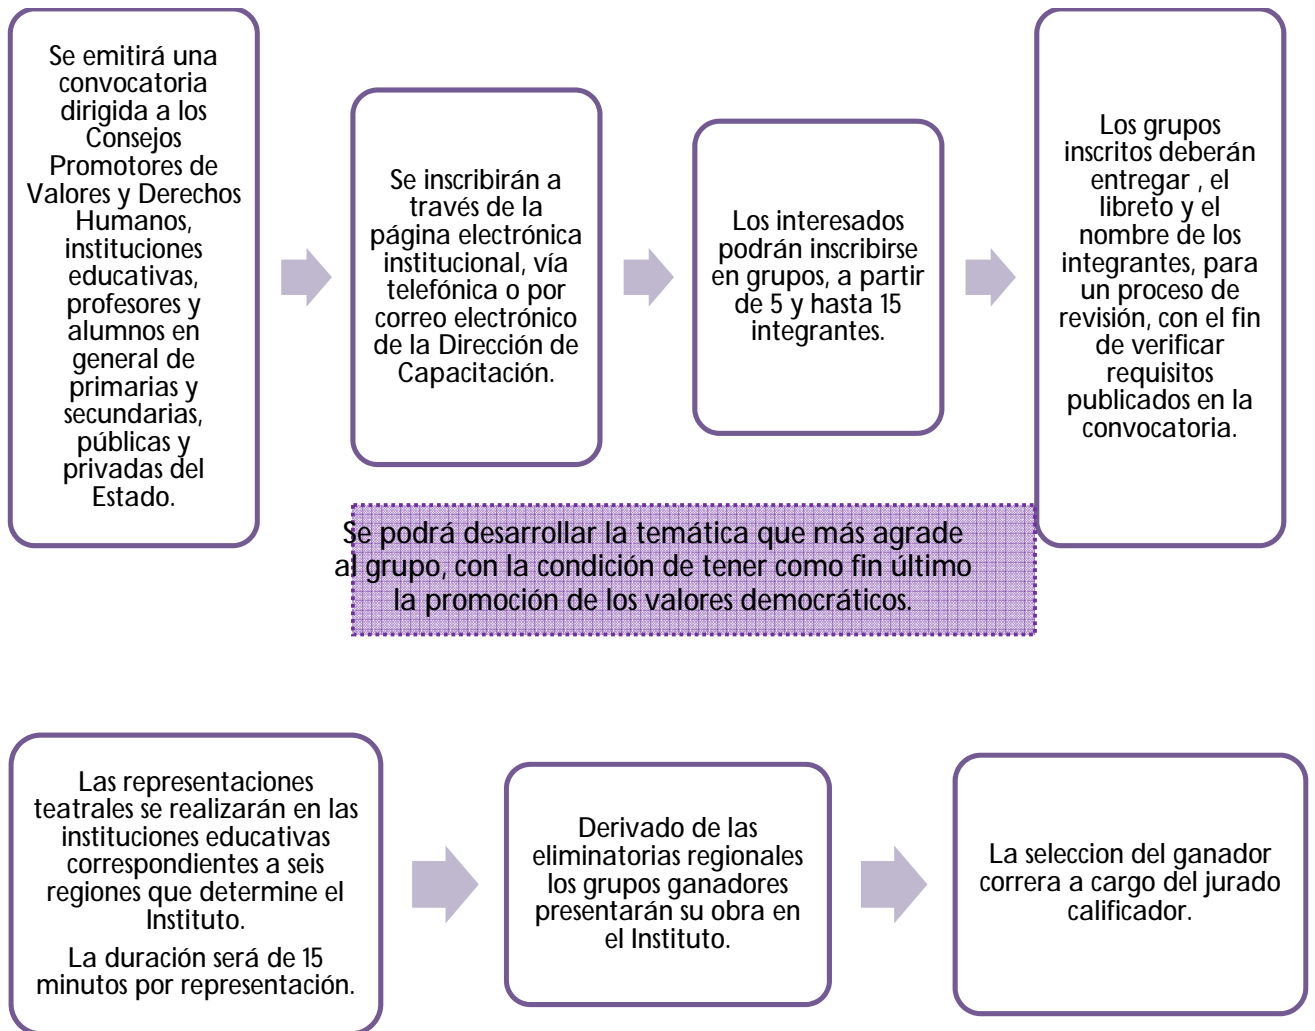 Se emitirá una
convocatoria
dirigida a los
Consejos
Promotores de
Valores y Derechos
Humanos,
instituciones
educativas,
profesores y
alumnos en
general de
primarias y
secundarias,
públicas y
privadas del
Estado.
Se inscribirán a
través de la
página electrónica
institucional, vía
telefónica o por
correo electrónico
de la Dirección de
Capacitación.
Los interesados
podrán inscribirse
en grupos, a partir
de 5 y hasta 15
integrantes.
Los grupos
inscritos deberán
entregar , el
libreto y el
nombre de los
integrantes, para
un proceso de
revisión, con el fin
de verificar
requisitos
publicados en la
convocatoria.
Se podrá desarrollar la temática que más agrade
al grupo, con la condición de tener como fin último
la promoción de los valores democráticos.
Las representaciones
teatrales se realizarán en las
instituciones educativas
correspondientes a seis
regiones que determine el
Instituto.
La duración será de 15
minutos por representación.
Derivado de las
eliminatorias regionales
los grupos ganadores
presentarán su obra en
el Instituto.
La seleccion del ganador
correra a cargo del jurado
calificador.